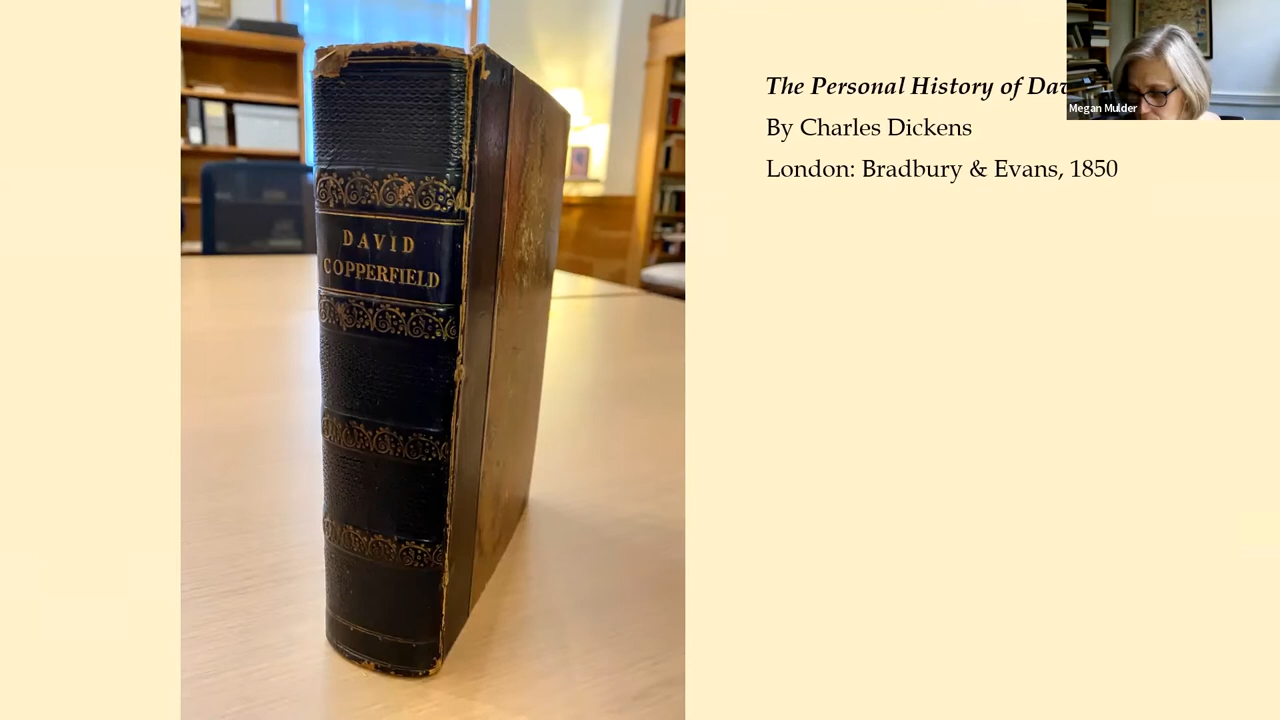 DAVID
COPPERFIELD
The Personal History of Dav
By Charles Dickens
London: Bradbury & Evans, 1850
Megan Mulder